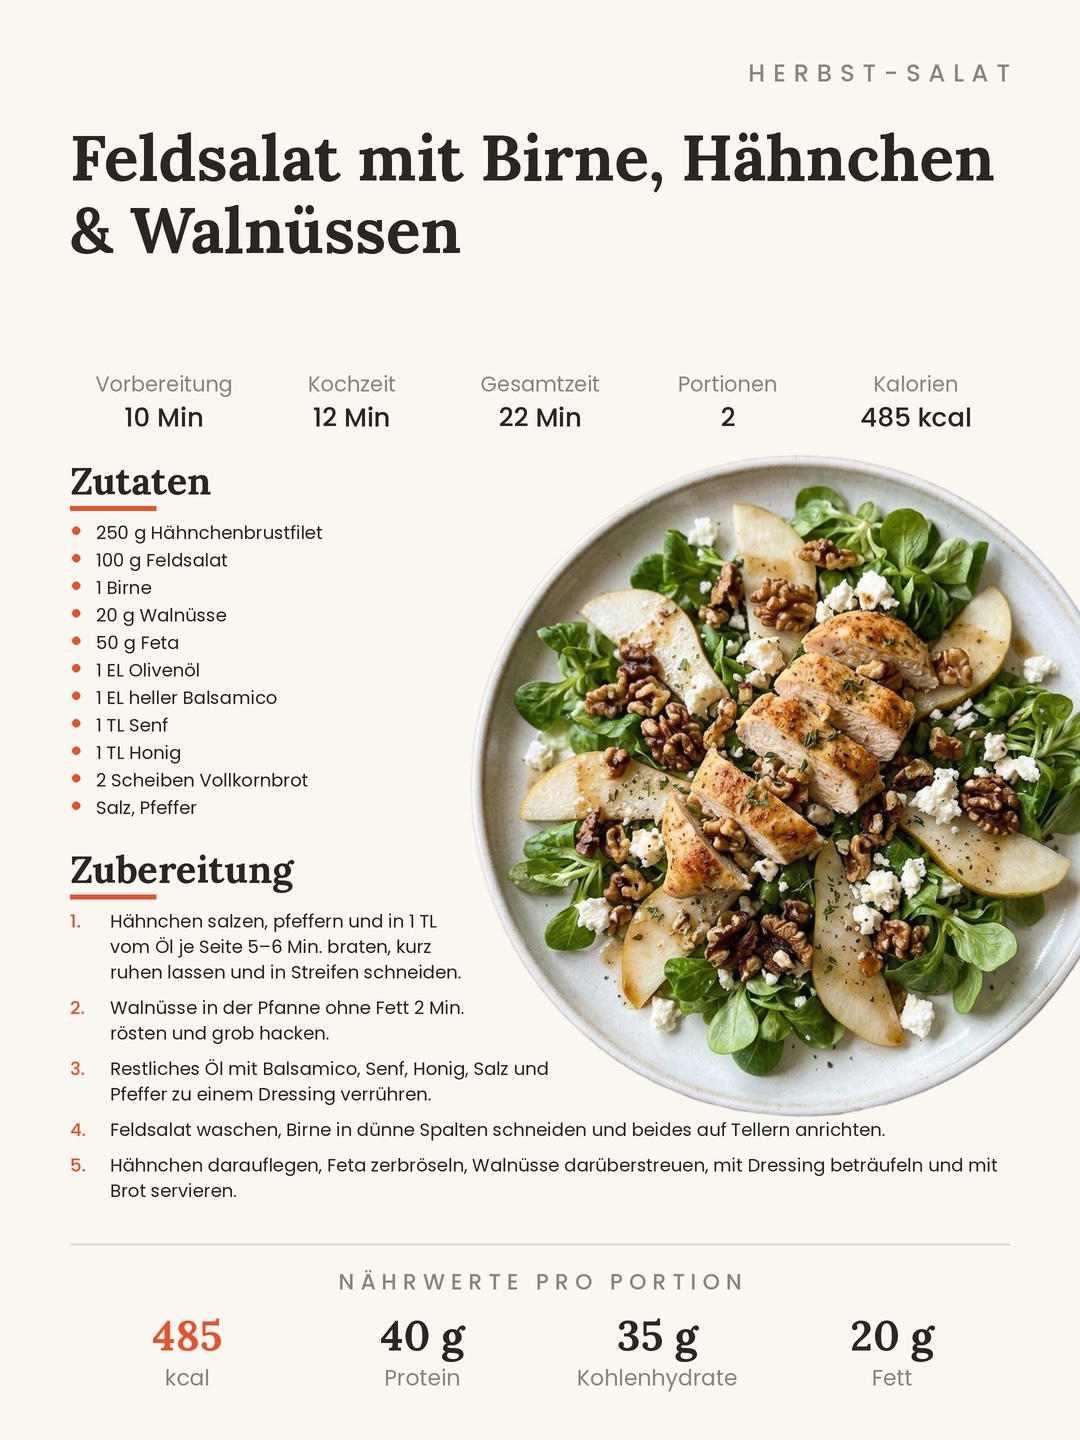 HERBST-SALAT
Feldsalat mit Birne, Hähnchen
& Walnüssen
Vorbereitung
10 Min
Kochzeit
12 Min
Gesamtzeit
22 Min
Portionen
2
Kalorien
485 kcal
Zutaten
250 g Hähnchenbrustfilet
100 g Feldsalat
1 Birne
20 g Walnüsse
50 g Feta
1 EL Olivenöl
1 EL heller Balsamico
1 TL Senf
1 TL Honig
2 Scheiben Vollkornbrot
Salz, Pfeffer
Zubereitung
1. Hähnchen salzen, pfeffern und in 1 TL
vom Öl je Seite 5–6 Min. braten, kurz
ruhen lassen und in Streifen schneiden.
2. Walnüsse in der Pfanne ohne Fett 2 Min.
rösten und grob hacken.
3. Restliches Öl mit Balsamico, Senf, Honig, Salz und
Pfeffer zu einem Dressing verrühren.
4. Feldsalat waschen, Birne in dünne Spalten schneiden und beides auf Tellern anrichten.
5. Hähnchen darauflegen, Feta zerbröseln, Walnüsse darüberstreuen, mit Dressing beträufeln und mit
Brot servieren.
NÄHRWERTE PRO PORTION
485
kcal
40 g
Protein
35 g
Kohlenhydrate
20 g
Fett